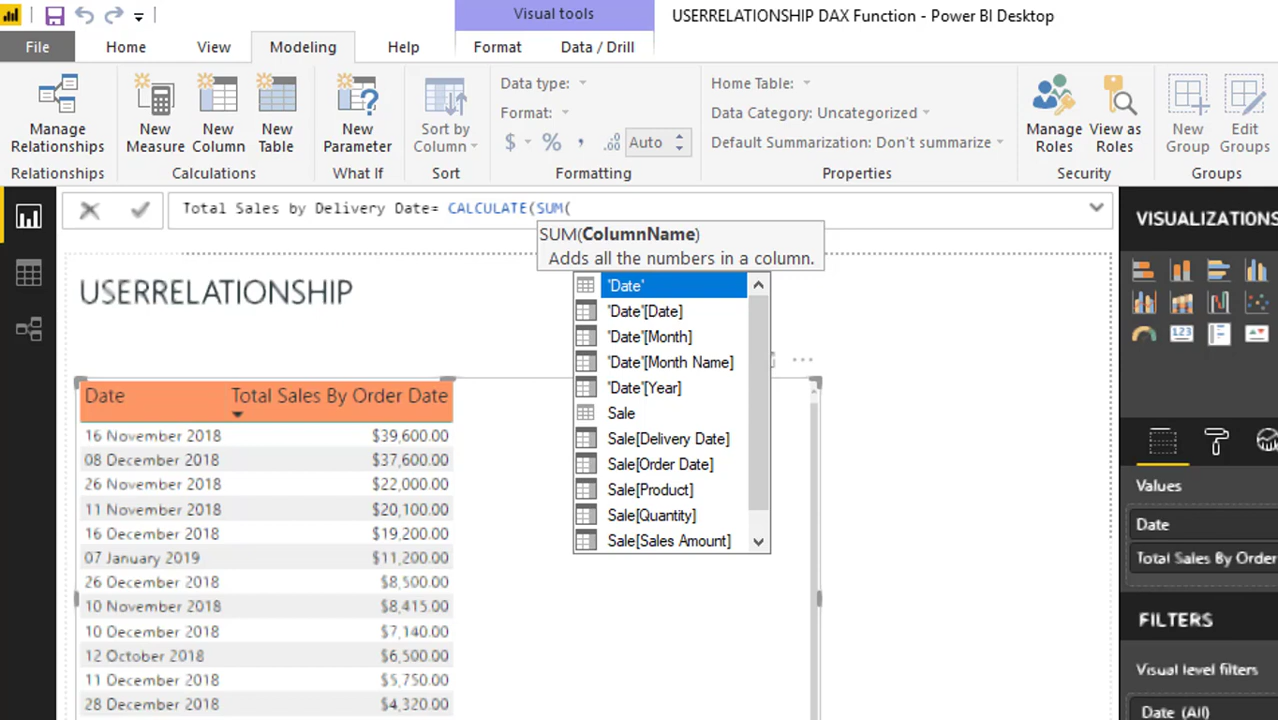 Visual tools
USERRELATIONSHIP DAX Function - Power BI Desktop
File Home View Modeling Help Format Data / Drill
Manage Relationships
New Measure
New Column
New Table
New Parameter
Sort by Column
Data type:
Format:
$ % , .00 Auto
Home Table:
Data Category: Uncategorized
Default Summarization: Don't summarize
Manage Roles
View as Roles
New Group
Edit Groups
Relationships Calculations What If Sort Formatting Properties Security Groups
Total Sales by Delivery Date= CALCULATE(SUM(
SUM(ColumnName)
Adds all the numbers in a column.
'Date'
'Date'[Date]
'Date'[Month]
'Date'[Month Name]
'Date'[Year]
Sale
Sale[Delivery Date]
Sale[Order Date]
Sale[Product]
Sale[Quantity]
Sale[Sales Amount]
USERRELATIONSHIP
Date Total Sales By Order Date
16 November 2018 $39,600.00
08 December 2018 $37,600.00
26 November 2018 $22,000.00
11 November 2018 $20,100.00
16 December 2018 $19,200.00
07 January 2019 $11,200.00
26 December 2018 $8,500.00
10 November 2018 $8,415.00
10 December 2018 $7,140.00
12 October 2018 $6,500.00
11 December 2018 $5,750.00
28 December 2018 $4,320.00
VISUALIZATIONS
123
Values
Date
Total Sales By Order
FILTERS
Visual level filters
Date (All)